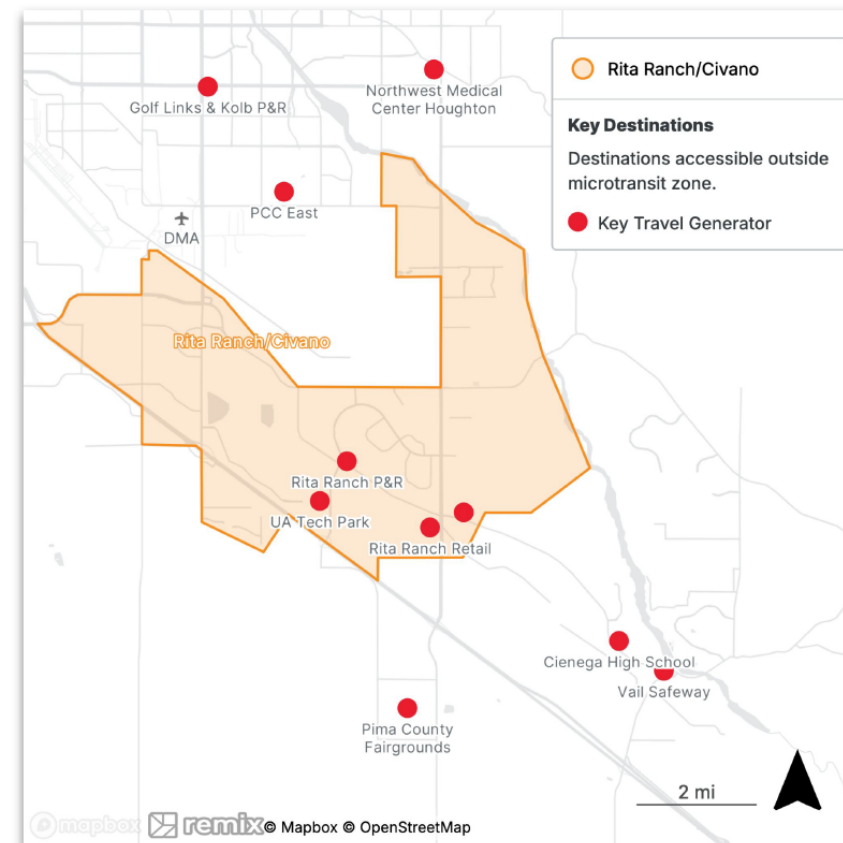 Rita Ranch/Civano
Key Destinations
Destinations accessible outside
microtransit zone.
Key Travel Generator
Golf Links & Kolb P&R
Northwest Medical
Center Houghton
PCC East
DMA
Rita Ranch/Civano
Rita Ranch P&R
UA Tech Park
Rita Ranch Retail
Cienega High School
Vail Safeway
Pima County
Fairgrounds
2 mi
mapbox remix © Mapbox © OpenStreetMap